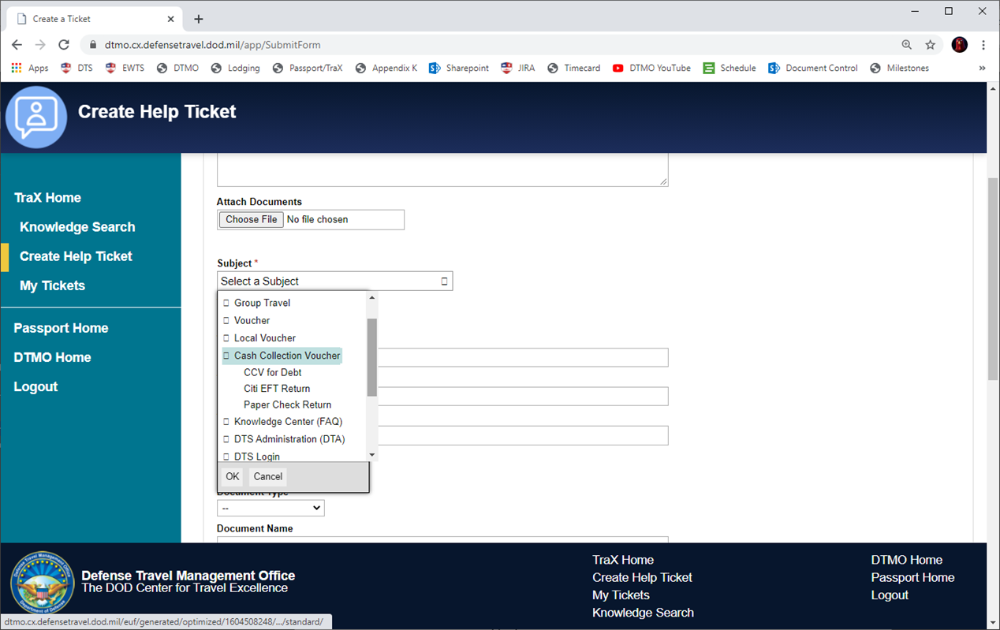 Create a Ticket
dtmo.cx.defensetravel.dod.mil/app/SubmitForm
Apps DTS EWTS DTMO Lodging Passport/TraX Appendix K Sharepoint JIRA Timecard DTMO YouTube Schedule Document Control Milestones »
Create Help Ticket
TraX Home
Knowledge Search
Create Help Ticket
My Tickets
Passport Home
DTMO Home
Logout
Attach Documents
Choose File No file chosen
Subject *
Select a Subject
Group Travel
Voucher
Local Voucher
Cash Collection Voucher
CCV for Debt
Citi EFT Return
Paper Check Return
Knowledge Center (FAQ)
DTS Administration (DTA)
DTS Login
OK Cancel
Document Type
--
Document Name
Defense Travel Management Office
The DOD Center for Travel Excellence
TraX Home
Create Help Ticket
My Tickets
Knowledge Search
DTMO Home
Passport Home
Logout
dtmo.cx.defensetravel.dod.mil/euf/generated/optimized/1604508248/.../standard/